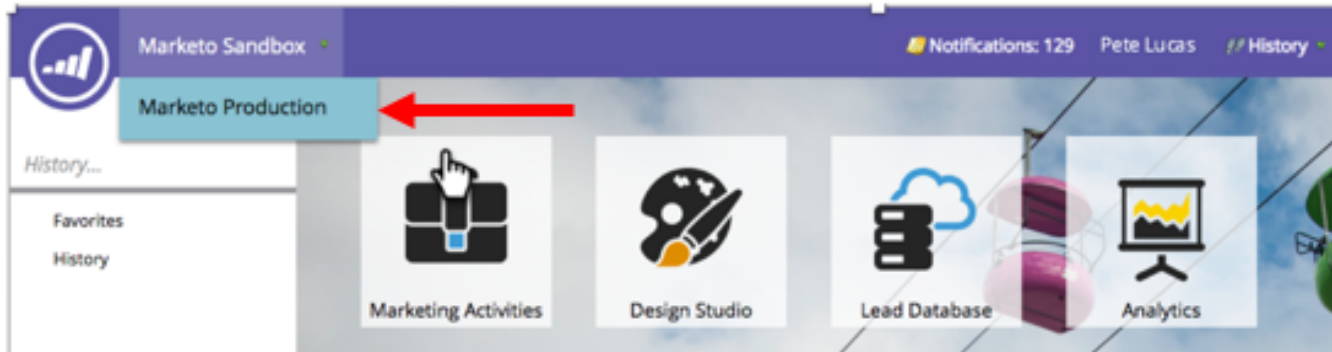 Marketo Sandbox
Notifications: 129 Pete Lucas History
Marketo Production
History...
Favorites
History
Marketing Activities
Design Studio
Lead Database
Analytics